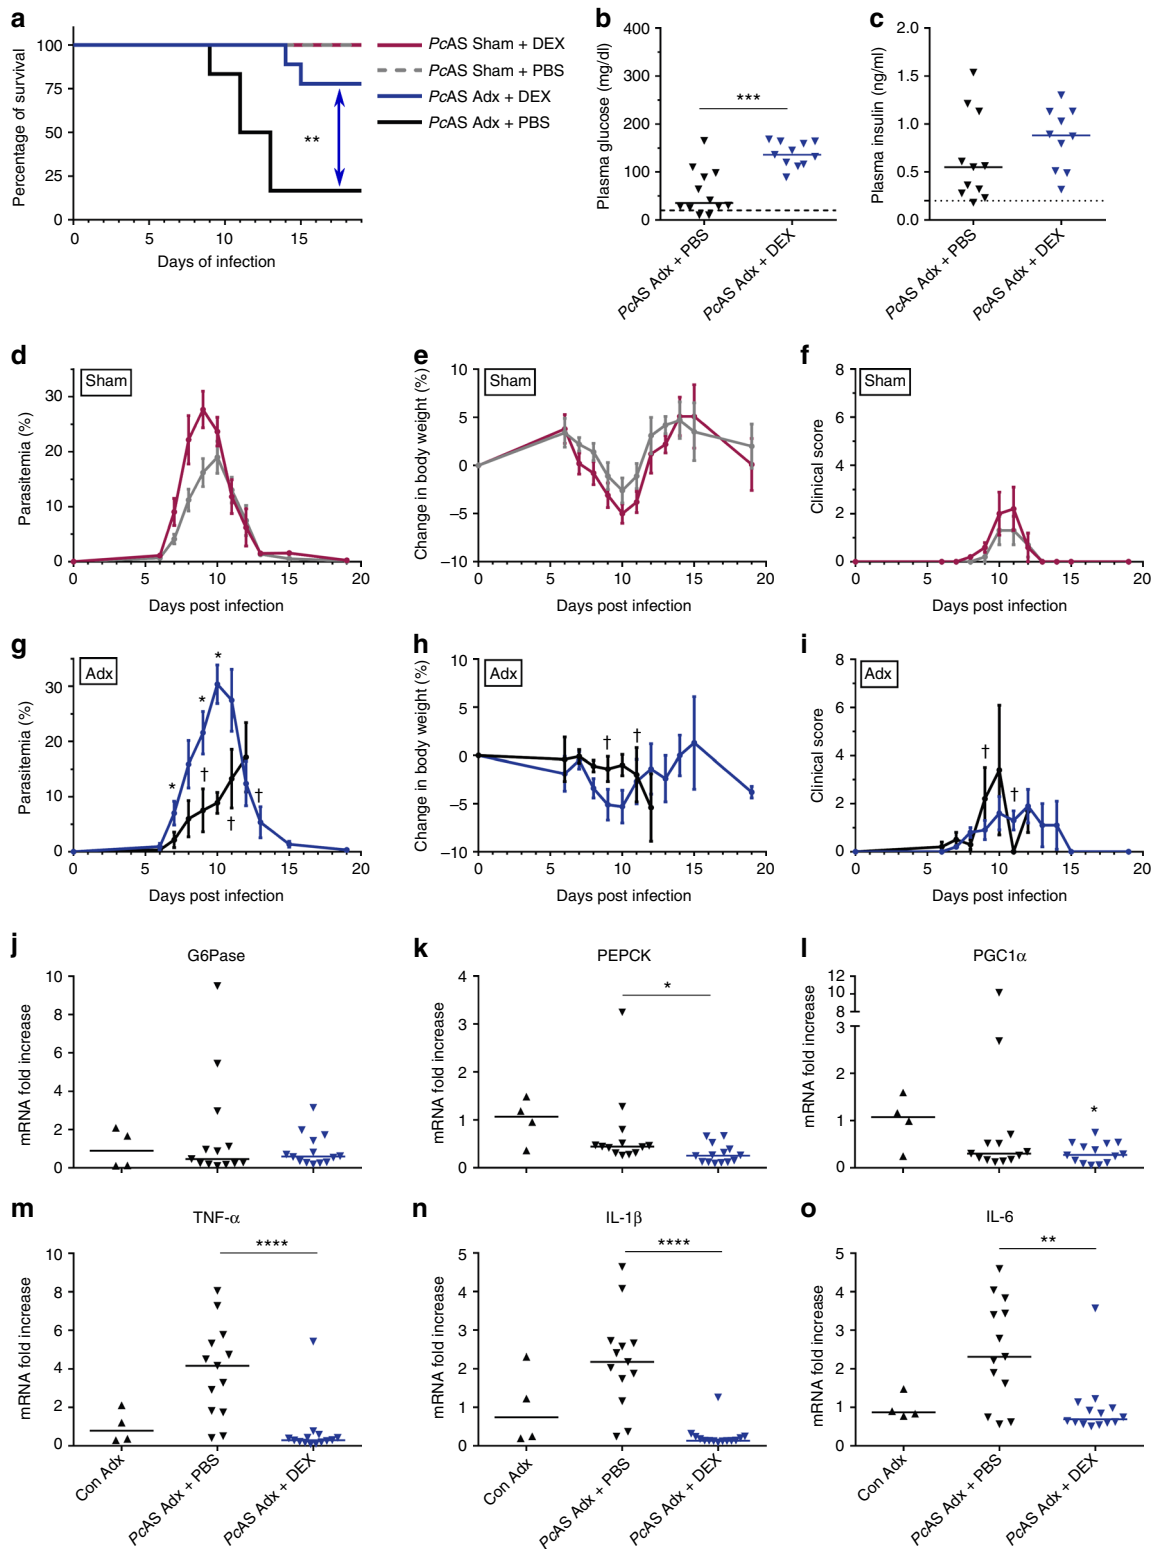 a
b
c
100
75
50
25
0
0
5
10
15
Percentage of survival
Days of infection
**
PcAS Sham + DEX
PcAS Sham + PBS
PcAS Adx + DEX
PcAS Adx + PBS
400
300
200
100
0
Plasma glucose (mg/dl)
***
PcAS Adx + PBS
PcAS Adx + DEX
2.0
1.5
1.0
0.5
0.0
Plasma insulin (ng/ml)
PcAS Adx + PBS
PcAS Adx + DEX
d
e
f
Sham
30
20
10
0
Parasitemia (%)
0
5
10
15
20
Days post infection
Sham
10
5
0
−5
−10
Change in body weight (%)
0
5
10
15
20
Days post infection
Sham
8
6
4
2
0
Clinical score
0
5
10
15
20
Days post infection
g
h
i
Adx
30
20
10
0
Parasitemia (%)
*
*
*
†
†
†
0
5
10
15
20
Days post infection
Adx
10
5
0
−5
−10
Change in body weight (%)
†
†
0
5
10
15
20
Days post infection
Adx
8
6
4
2
0
Clinical score
†
†
0
5
10
15
20
Days post infection
j
k
l
G6Pase
10
8
6
4
2
0
mRNA fold increase
PEPCK
4
3
2
1
0
mRNA fold increase
*
PGC1α
12
10
8
3
2
1
0
mRNA fold increase
*
m
n
o
TNF-α
10
8
6
4
2
0
mRNA fold increase
****
Con Adx
PcAS Adx + PBS
PcAS Adx + DEX
IL-1β
5
4
3
2
1
0
mRNA fold increase
****
Con Adx
PcAS Adx + PBS
PcAS Adx + DEX
IL-6
5
4
3
2
1
0
mRNA fold increase
**
Con Adx
PcAS Adx + PBS
PcAS Adx + DEX